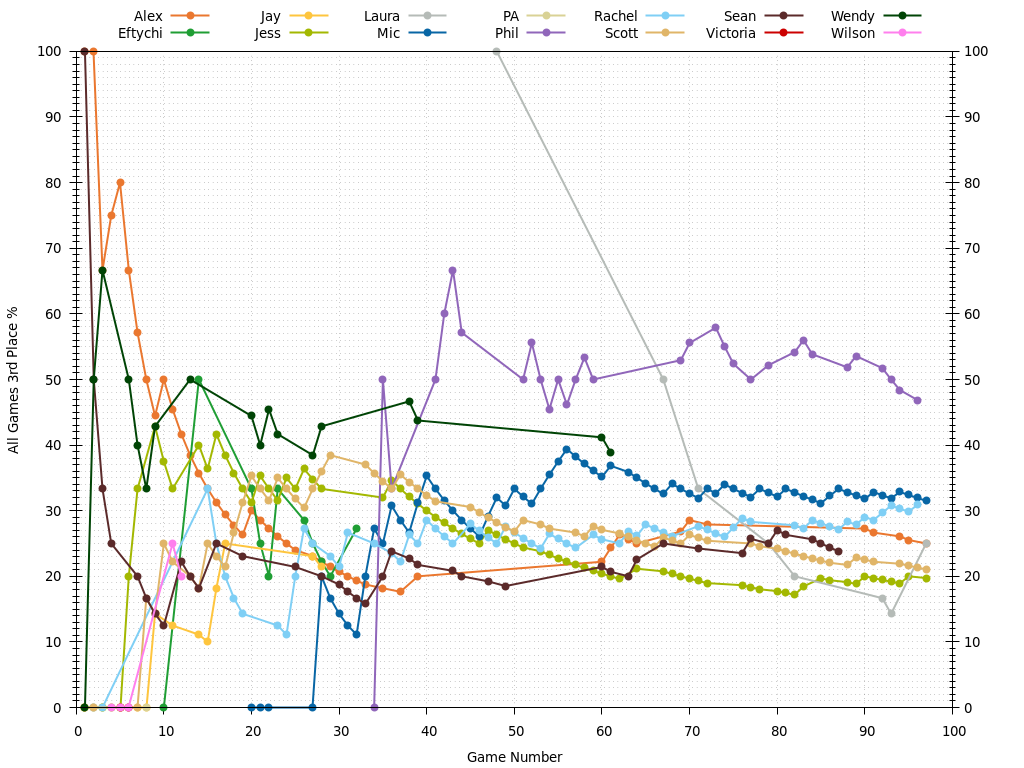 Alex Jay Laura PA Rachel Sean Wendy
Eftychi Jess Mic Phil Scott Victoria Wilson
100 100
90 90
80 80
70 70
60 60
50 50
40 40
30 30
20 20
10 10
0 0
All Games 3rd Place %
0 10 20 30 40 50 60 70 80 90 100
Game Number